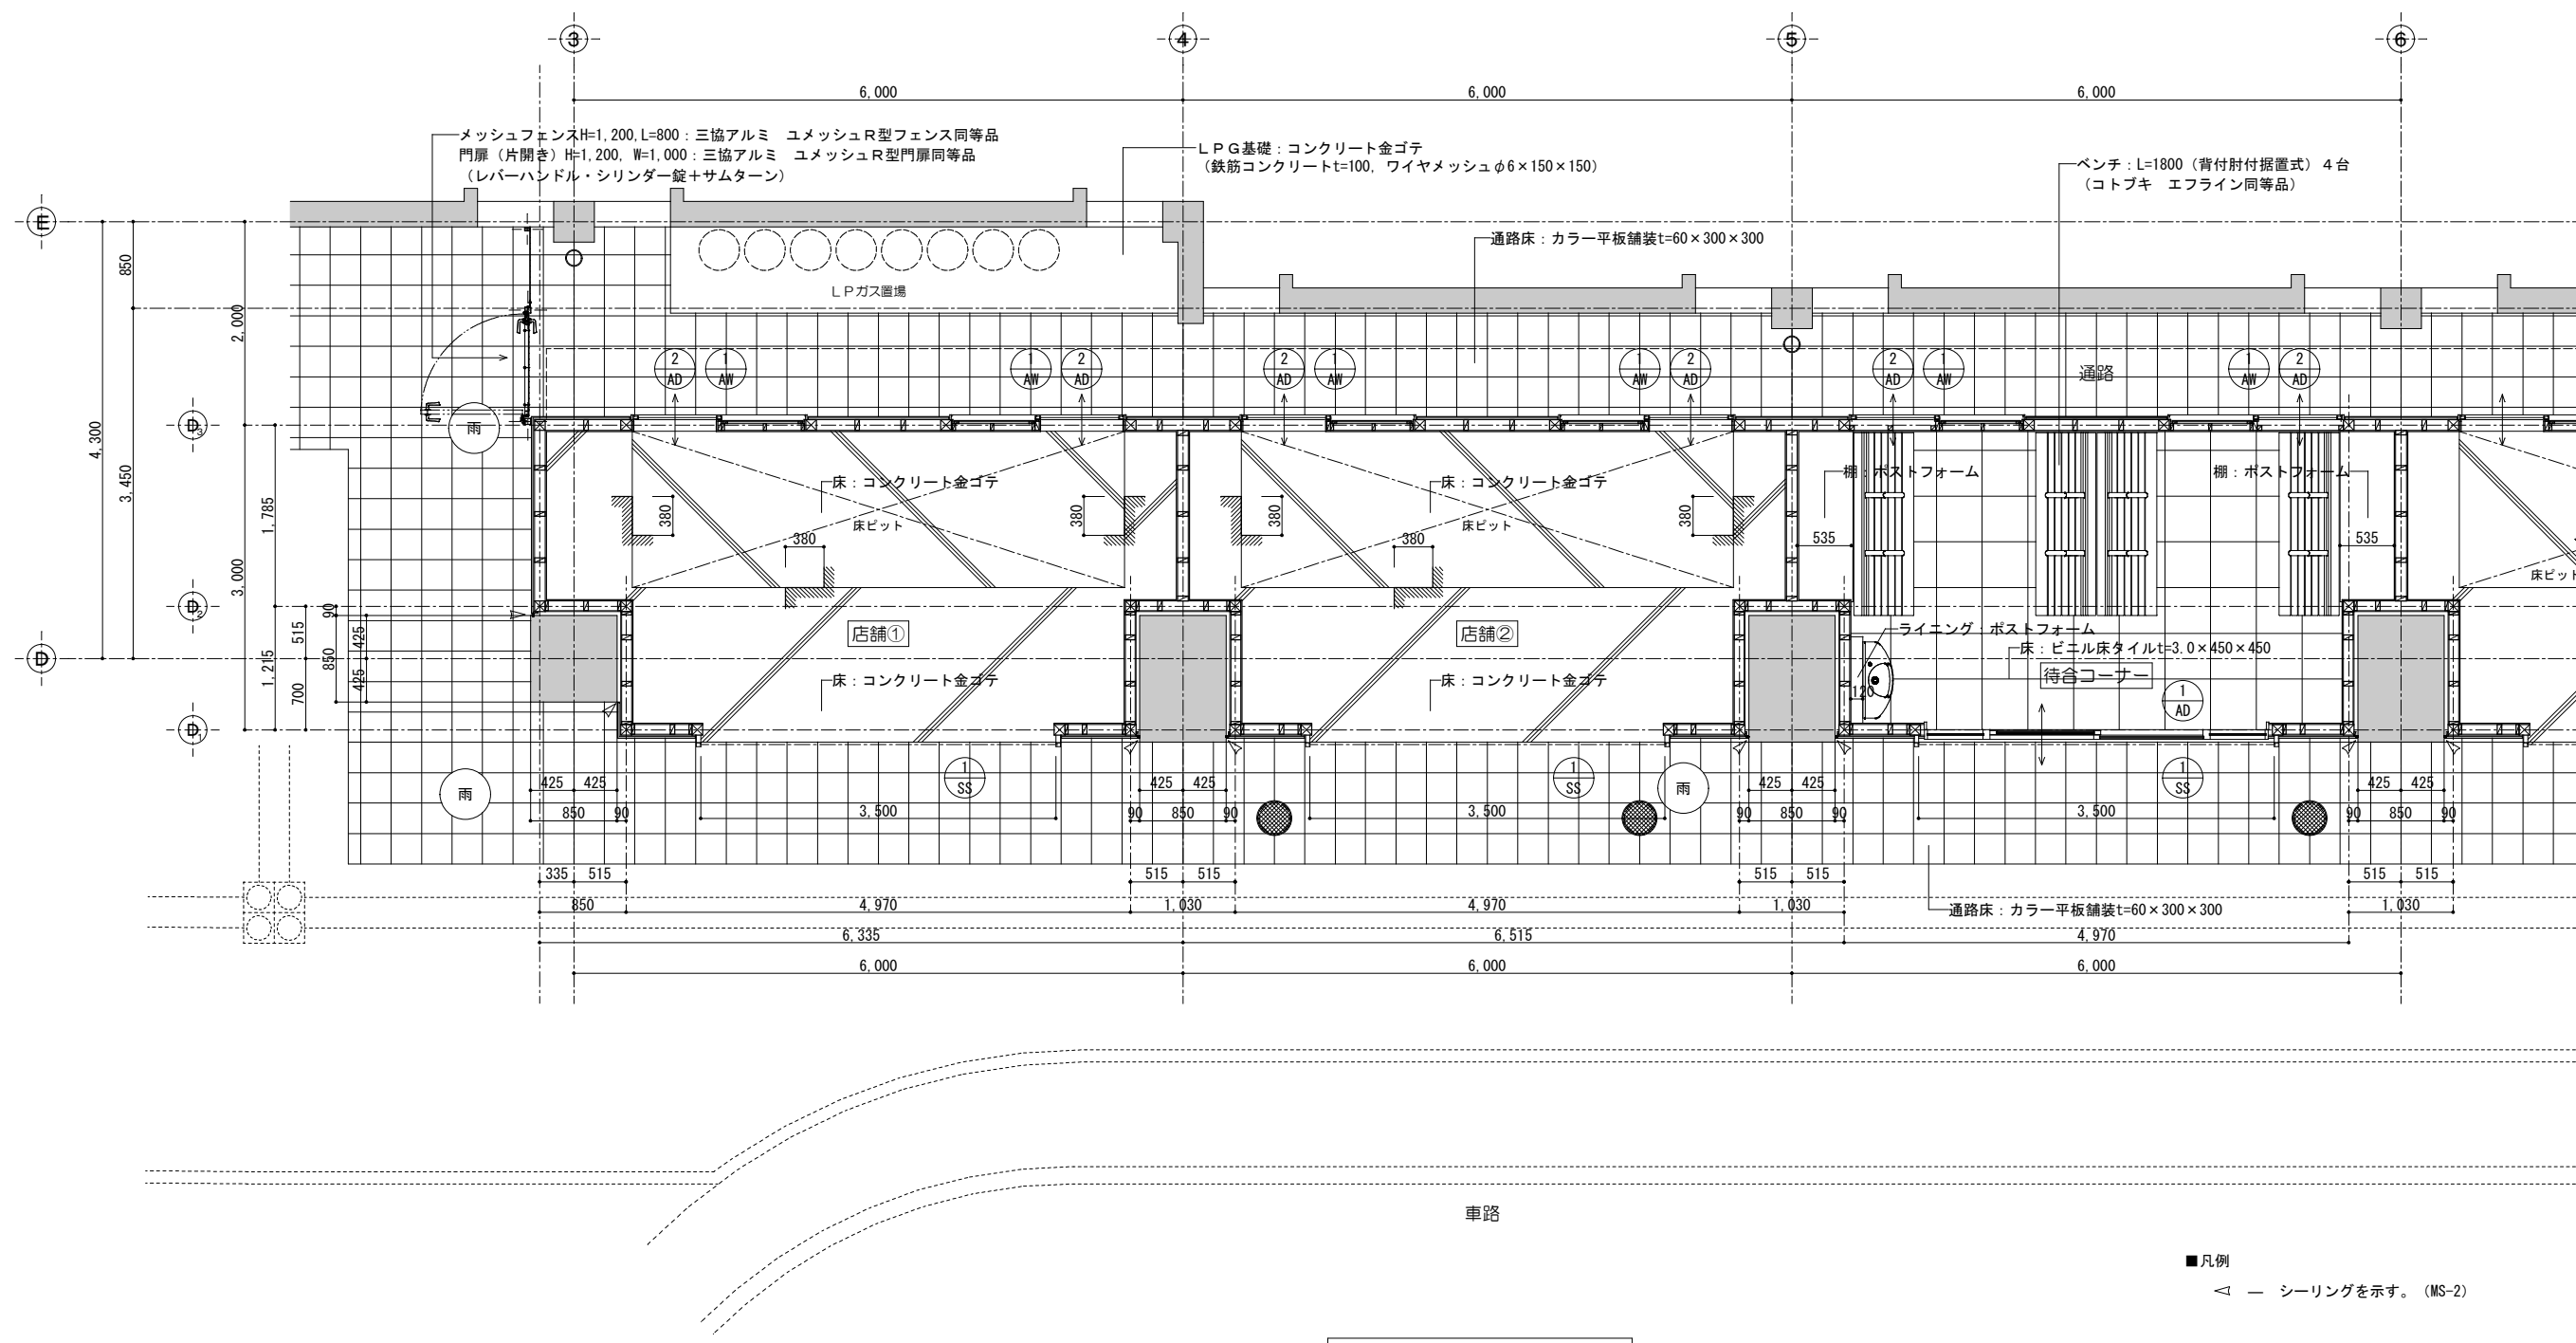 3
4
5
6
6,000
6,000
6,000
メッシュフェンスH=1,200,L=800：三協アルミ　ユメッシュR型フェンス同等品
門扉（片開き）H=1,200, W=1,000：三協アルミ　ユメッシュR型門扉同等品
（レバーハンドル・シリンダー錠＋サムターン）
ＬＰＧ基礎：コンクリート金ゴテ
（鉄筋コンクリートt=100, ワイヤメッシュφ6×150×150）
ベンチ：L=1800（背付肘付据置式）４台
（コトブキ　エフライン同等品）
E
通路床：カラー平板舗装t=60×300×300
850
2,000
ＬＰガス置場
2
AD
1
AW
1
AW
2
AD
2
AD
1
AW
1
AW
2
AD
2
AD
1
AW
通路
1
AW
2
AD
D3
雨
4,300
3,450
1,785
3,000
床：コンクリート金ゴテ
床ピット
380
380
380
床：コンクリート金ゴテ
床ピット
380
380
380
棚：ポストフォーム
棚：ポストフォーム
535
535
床ピット
D2
90
515
425
850
425
1,215
700
D
D1
店舗①
床：コンクリート金ゴテ
店舗②
床：コンクリート金ゴテ
ライニング：ポストフォーム
床：ビニル床タイルt=3.0×450×450
待合コーナー
120
1
AD
雨
425
425
850
90
1
SS
3,500
425
425
90
850
90
1
SS
3,500
雨
425
425
90
850
90
1
SS
3,500
425
425
90
850
90
335
515
515
515
515
515
515
515
850
4,970
1,030
4,970
1,030
通路床：カラー平板舗装t=60×300×300
1,030
6,335
6,515
4,970
6,000
6,000
6,000
車路
■凡例
シーリングを示す。（MS-2）